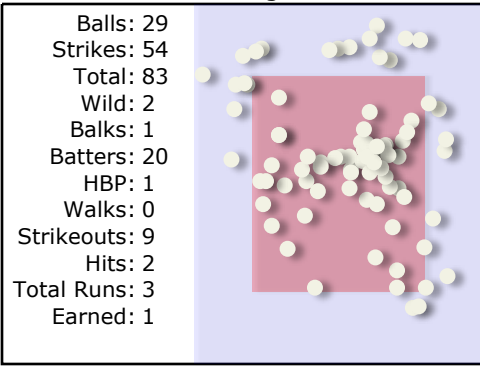 Balls: 29
Strikes: 54
Total: 83
Wild: 2
Balks: 1
Batters: 20
HBP: 1
Walks: 0
Strikeouts: 9
Hits: 2
Total Runs: 3
Earned: 1